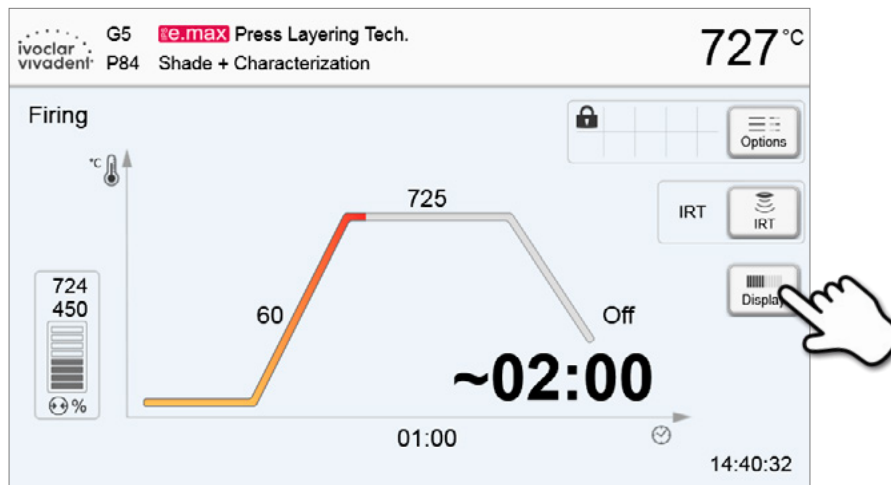 ivoclar
vivadent
G5 IPS e.max Press Layering Tech.
P84 Shade + Characterization
727 °C
Firing
Options
°C
725
IRT
IRT
Display
724
450
%
60
Off
~02:00
01:00
14:40:32